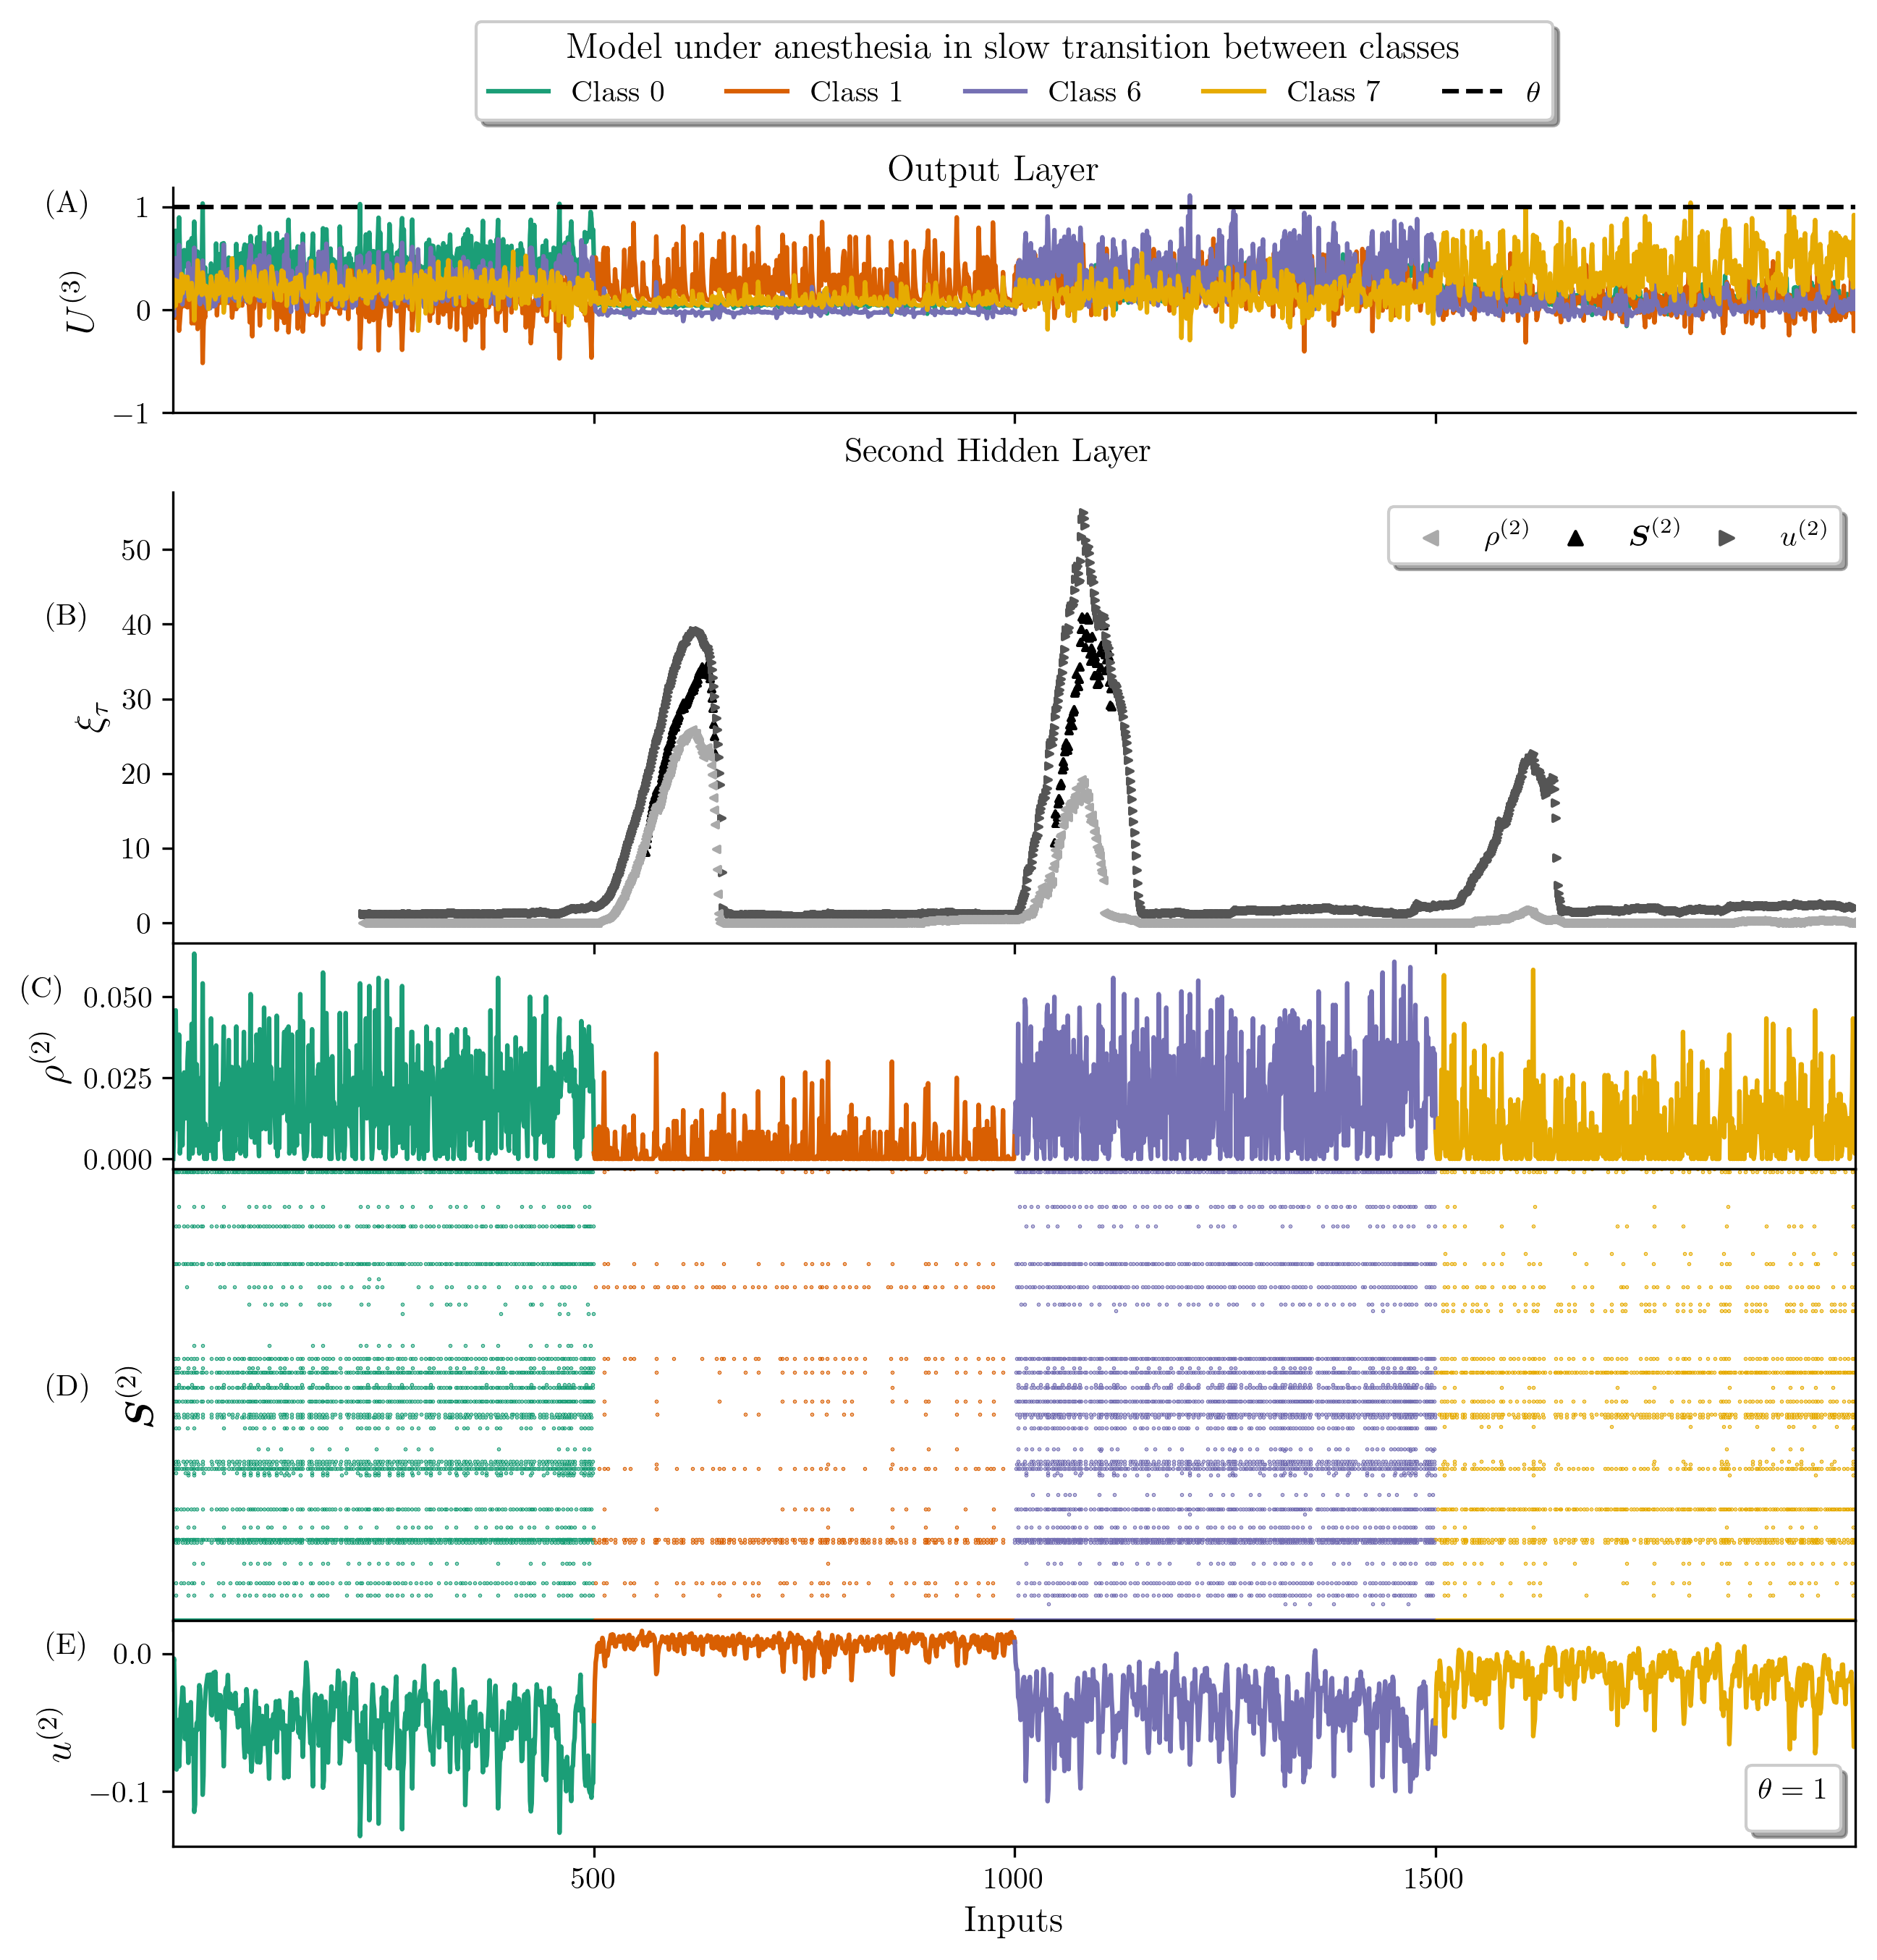 Model under anesthesia in slow transition between classes
Class 0 Class 1 Class 6 Class 7 θ
Output Layer
(A)
U⁽³⁾
1
0
−1
Second Hidden Layer
ρ⁽²⁾ S⁽²⁾ u⁽²⁾
(B)
ξτ
50
40
30
20
10
0
(C)
ρ⁽²⁾
0.050
0.025
0.000
(D)
S⁽²⁾
(E)
u⁽²⁾
0.0
−0.1
θ = 1
500 1000 1500
Inputs